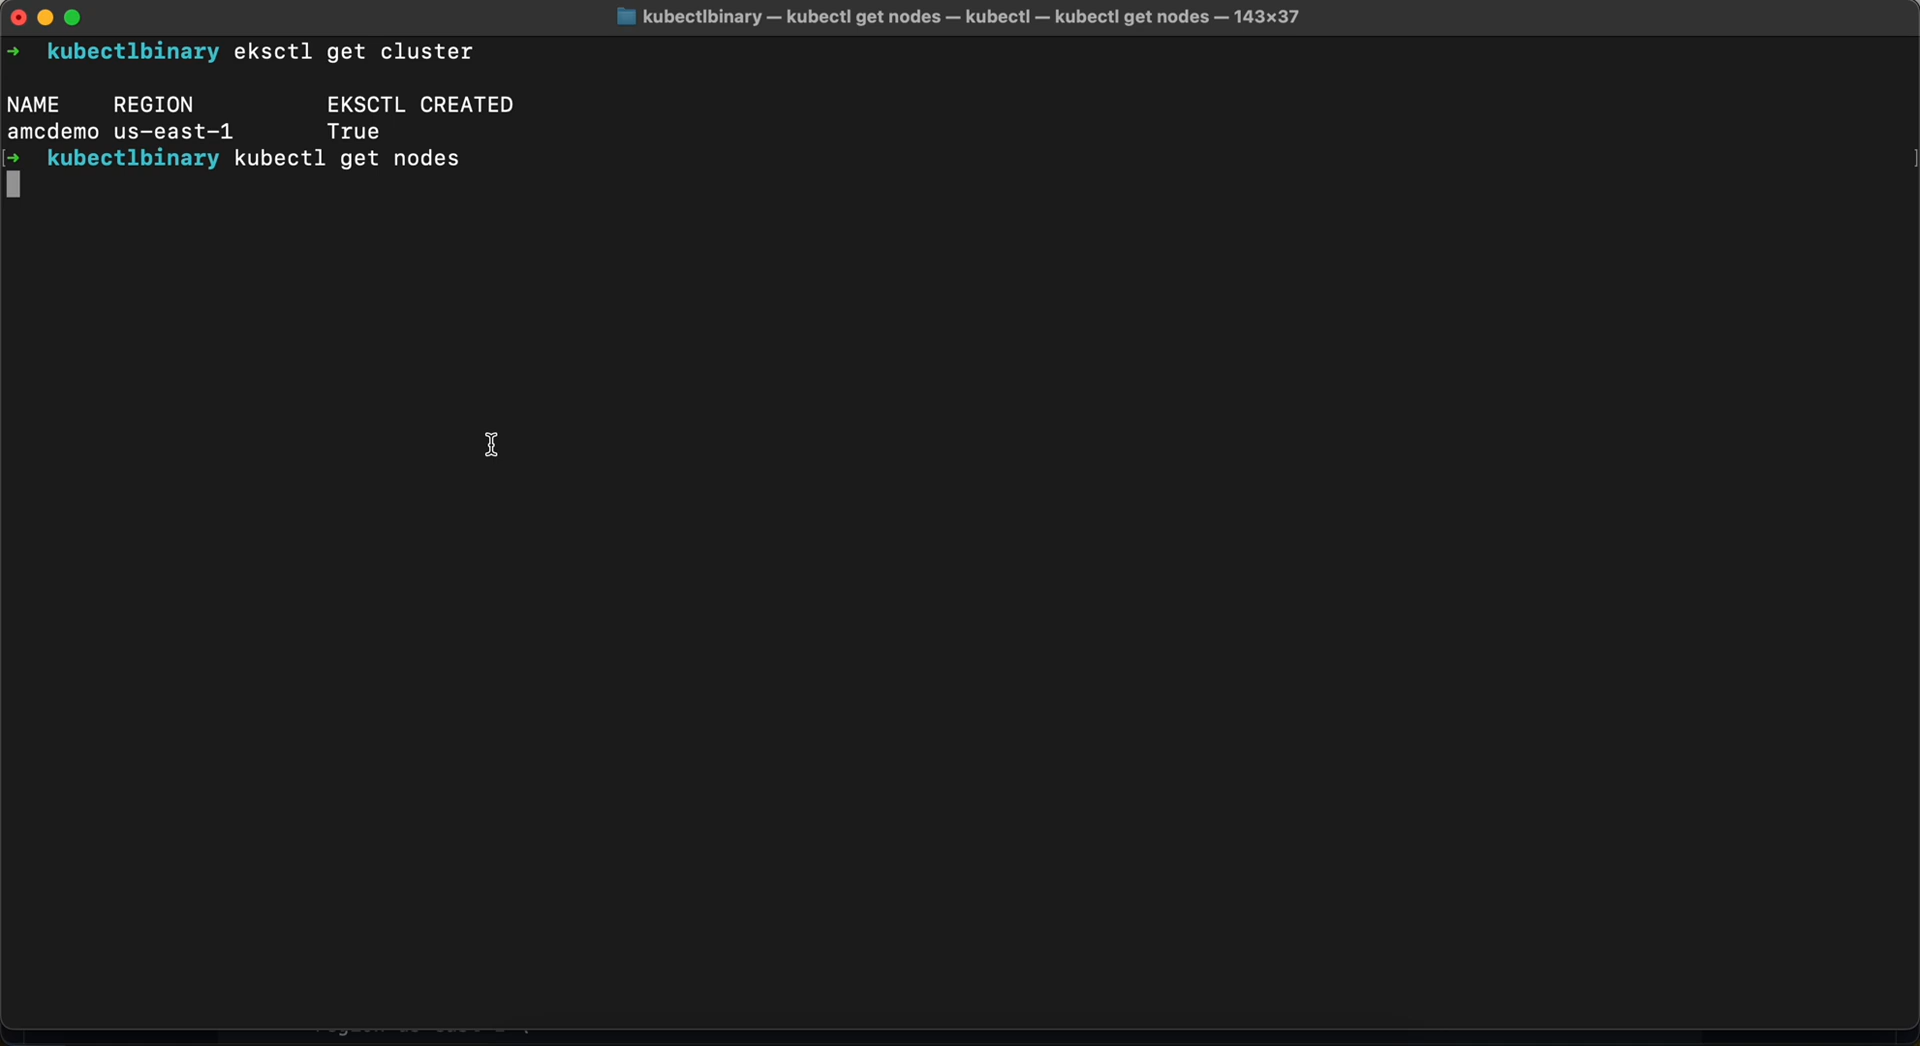 kubectlbinary — kubectl get nodes — kubectl — kubectl get nodes — 143×37
➜ kubectlbinary eksctl get cluster
NAME REGION EKSCTL CREATED
amcdemo us-east-1 True
[➜ kubectlbinary kubectl get nodes ]